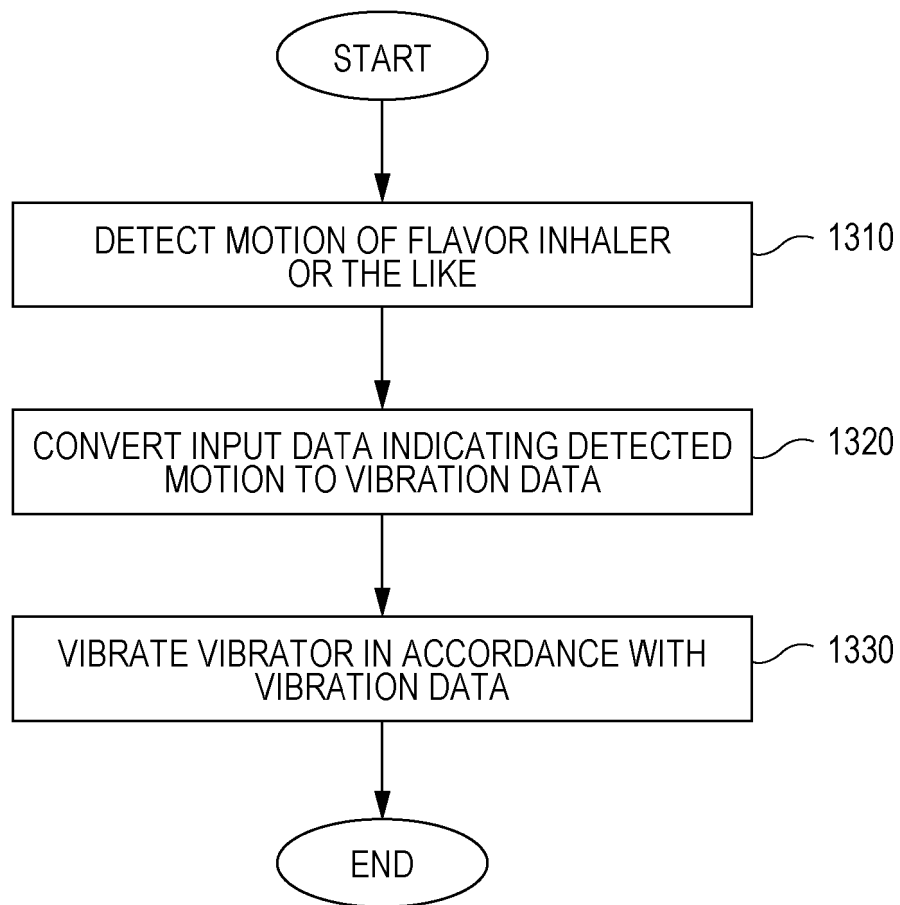 START
DETECT MOTION OF FLAVOR INHALER
OR THE LIKE
1310
CONVERT INPUT DATA INDICATING DETECTED
MOTION TO VIBRATION DATA
1320
VIBRATE VIBRATOR IN ACCORDANCE WITH
VIBRATION DATA
1330
END